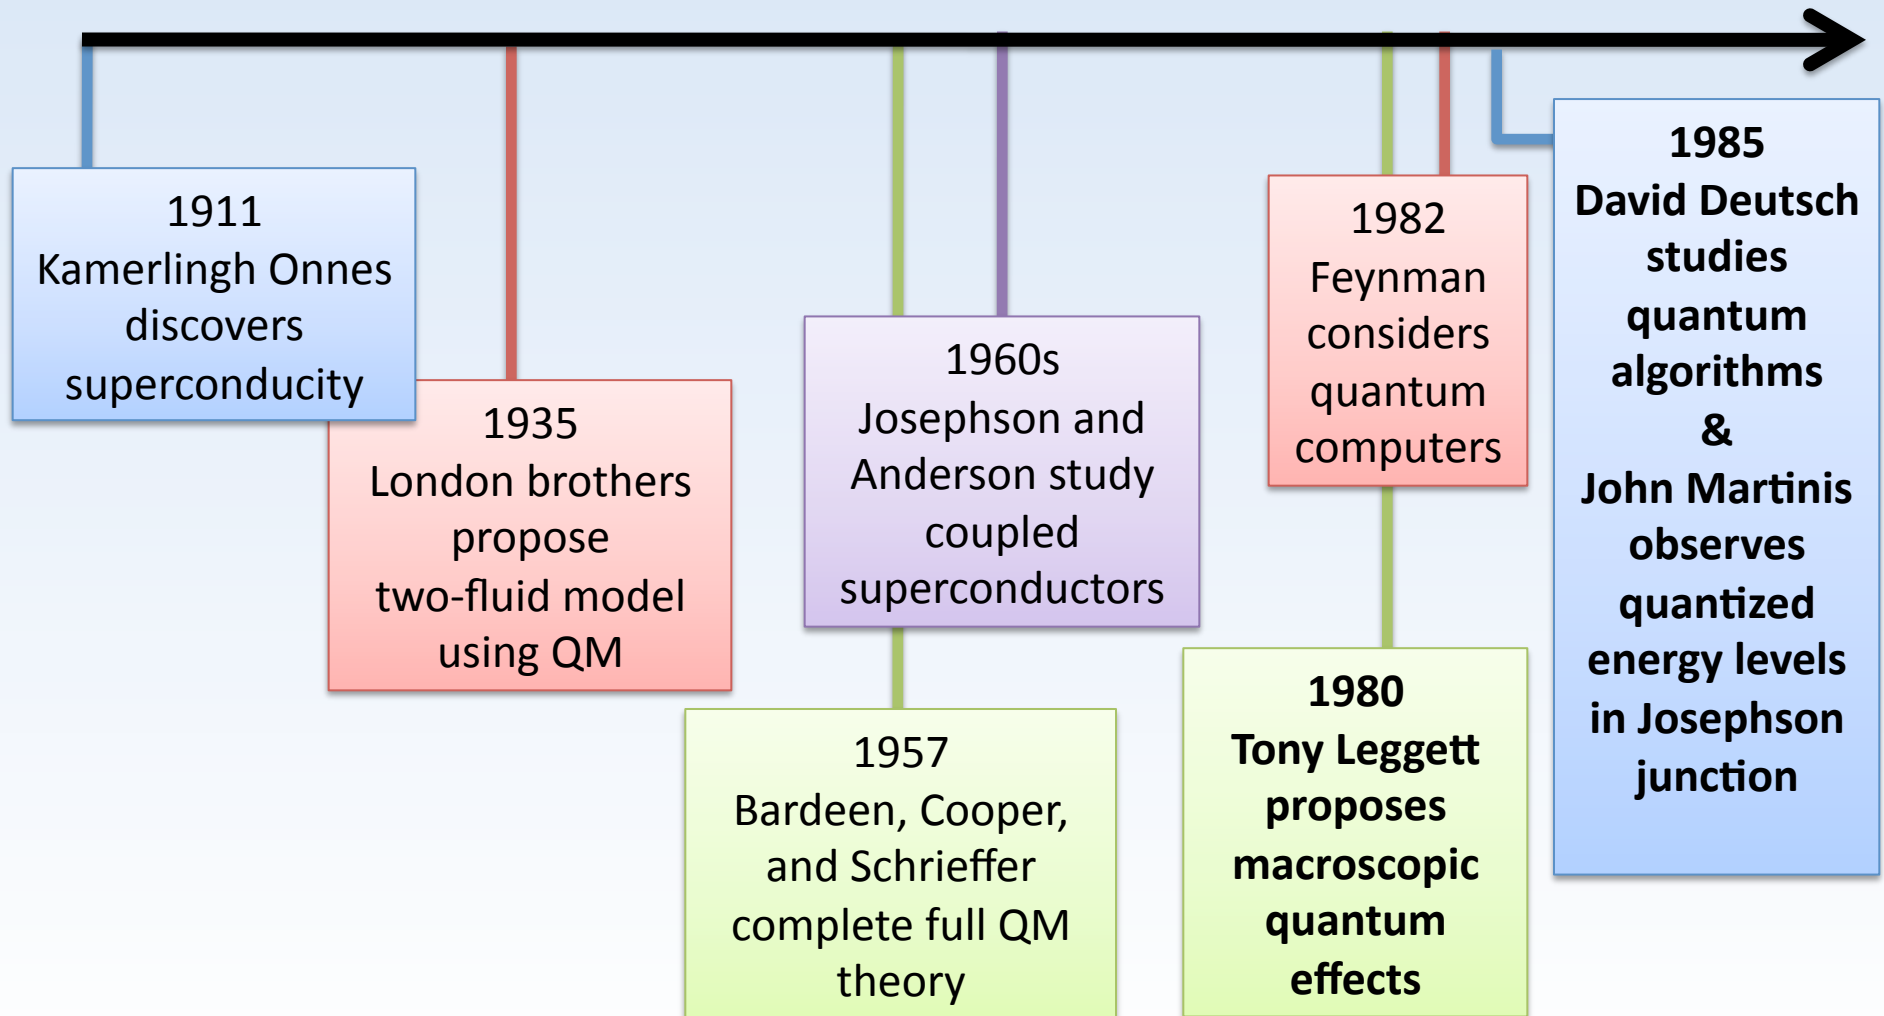 1911
Kamerlingh Onnes
discovers
superconducity
1935
London brothers
propose
two-fluid model
using QM
1957
Bardeen, Cooper,
and Schrieffer
complete full QM
theory
1960s
Josephson and
Anderson study
coupled
superconductors
1980
Tony Leggett
proposes
macroscopic
quantum
effects
1982
Feynman
considers
quantum
computers
1985
David Deutsch
studies
quantum
algorithms
&
John Martinis
observes
quantized
energy levels
in Josephson
junction